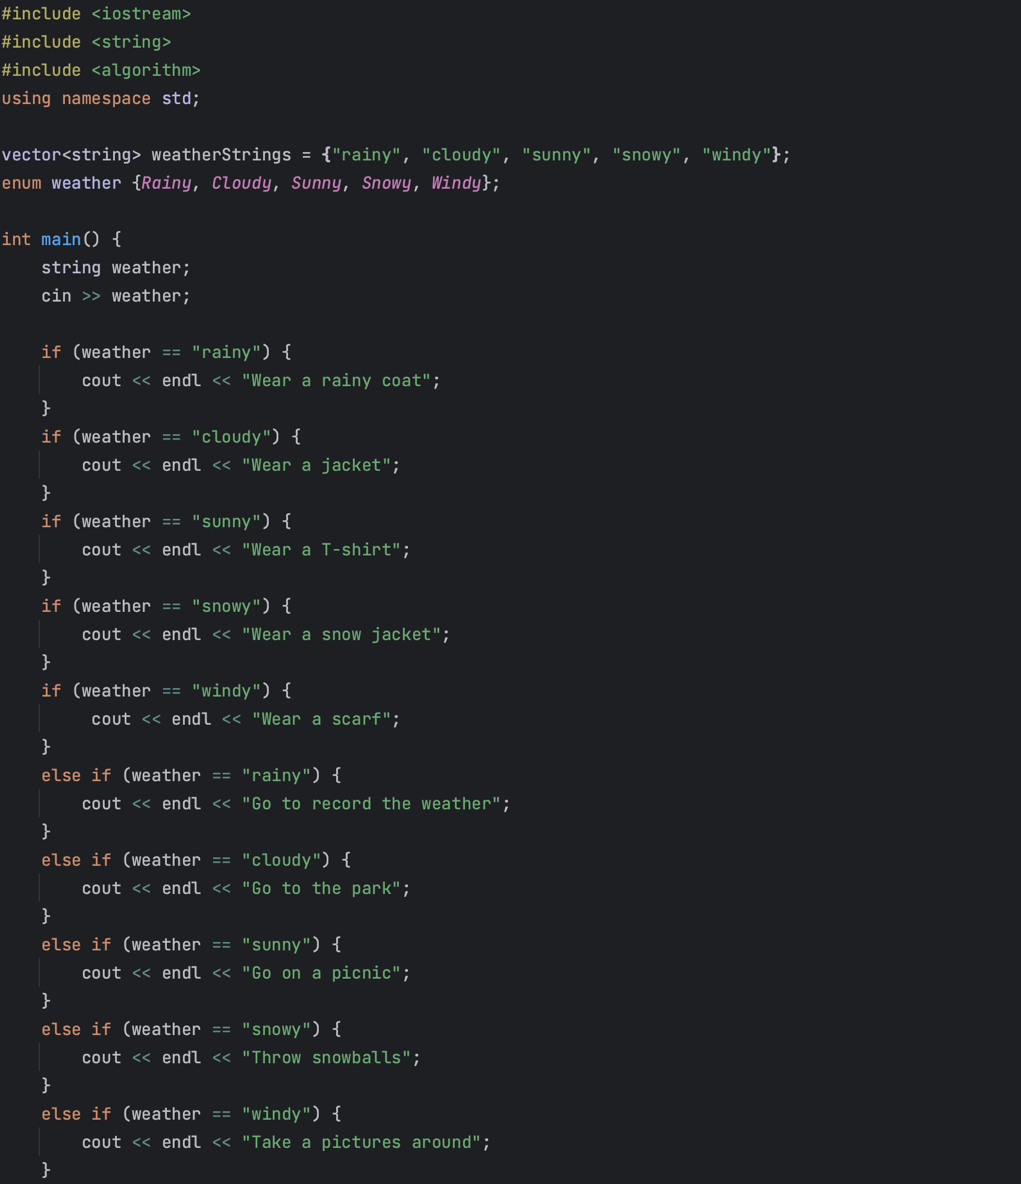 #include <iostream>
#include <string>
#include <algorithm>
using namespace std;
vector<string> weatherStrings = {"rainy", "cloudy", "sunny", "snowy", "windy"};
enum weather {Rainy, Cloudy, Sunny, Snowy, Windy};
int main() {
string weather;
cin >> weather;
if (weather == "rainy") {
cout << endl << "Wear a rainy coat";
}
if (weather == "cloudy") {
cout << endl << "Wear a jacket";
}
if (weather == "sunny") {
cout << endl << "Wear a T-shirt";
}
if (weather == "snowy") {
cout << endl << "Wear a snow jacket";
}
if (weather == "windy") {
cout << endl << "Wear a scarf";
}
else if (weather == "rainy") {
cout << endl << "Go to record the weather";
}
else if (weather == "cloudy") {
cout << endl << "Go to the park";
}
else if (weather == "sunny") {
cout << endl << "Go on a picnic";
}
else if (weather == "snowy") {
cout << endl << "Throw snowballs";
}
else if (weather == "windy") {
cout << endl << "Take a pictures around";
}